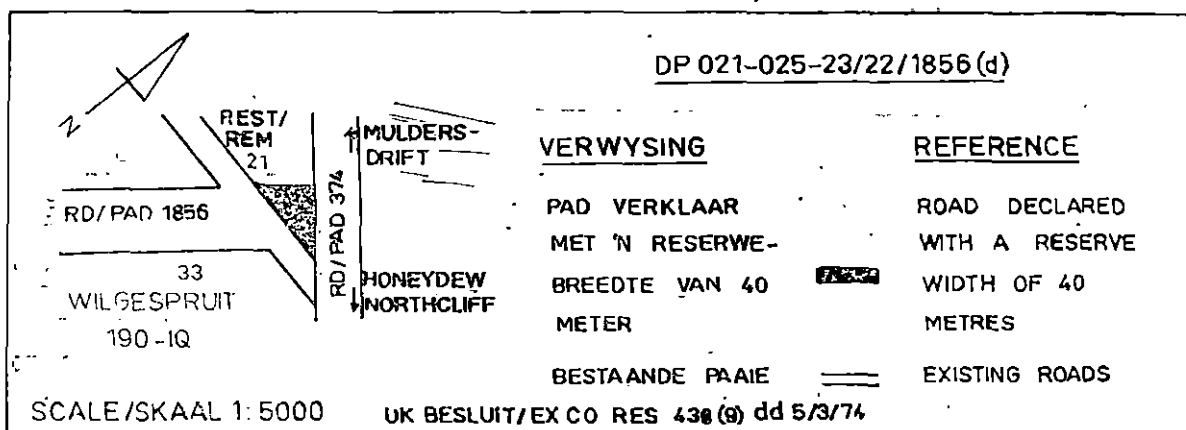 DP 021-025-23/22/1856 (d)
N
REST/
REM
21
MULDERS-
DRIFT
RD/PAD 1856
RD/PAD 374
33
WILGESPRUIT
190-IQ
HONEYDEW
NORTHCLIFF
VERWYSING
REFERENCE
PAD VERKLAAR
ROAD DECLARED
MET 'N RESERWE-
WITH A RESERVE
BREEDTE VAN 40
WIDTH OF 40
METER
METRES
BESTAANDE PAAIE
EXISTING ROADS
SCALE/SKAAL 1:5000
UK BESLUIT/EX CO RES 438(9) dd 5/3/74